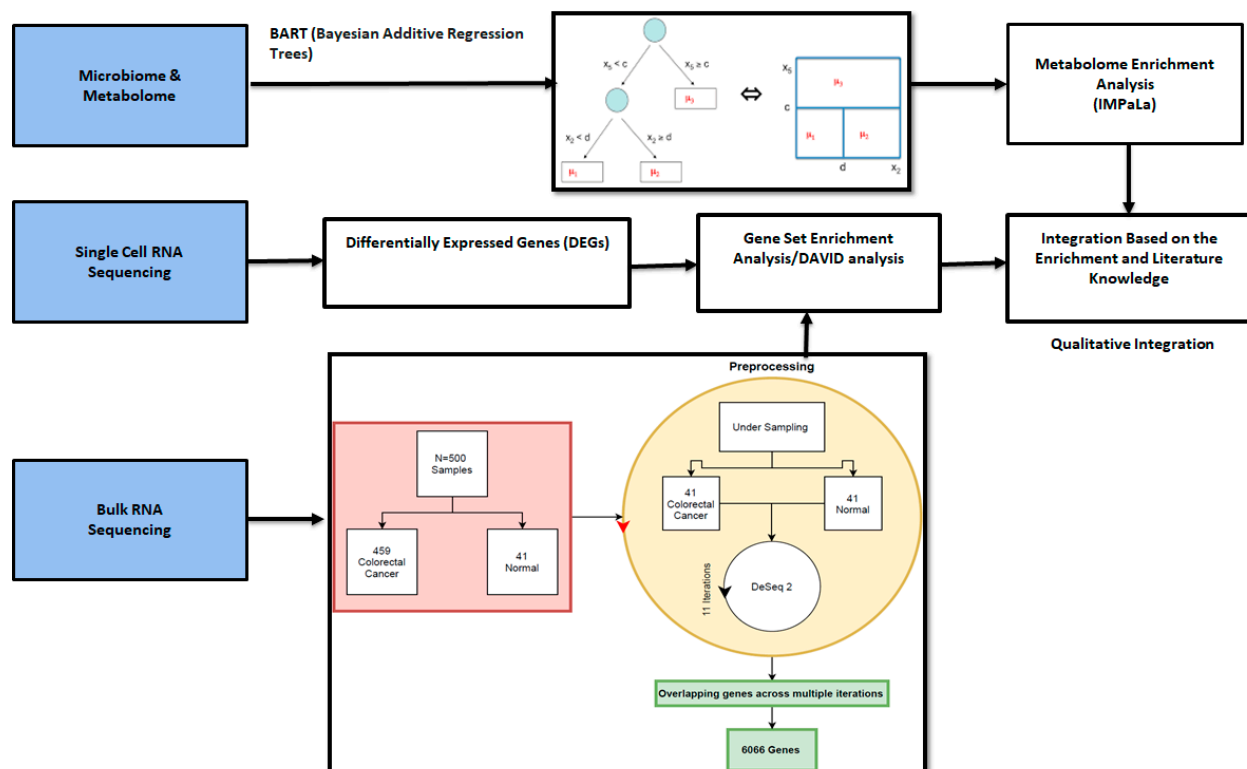 Microbiome &
Metabolome
BART (Bayesian Additive Regression
Trees)
x5 < c
x5 ≥ c
μ3
x2 < d
x2 ≥ d
μ1
μ2
⇔
x5
c
μ3
μ1
μ2
d
x2
Metabolome Enrichment
Analysis
(IMPaLa)
Single Cell RNA
Sequencing
Differentially Expressed Genes (DEGs)
Gene Set Enrichment
Analysis/DAVID analysis
Integration Based on the
Enrichment and Literature
Knowledge
Qualitative Integration
Bulk RNA
Sequencing
N=500
Samples
459
Colorectal
Cancer
41
Normal
Preprocessing
Under Sampling
41
Colorectal
Cancer
41
Normal
11 Iterations
DeSeq 2
Overlapping genes across multiple iterations
6066 Genes